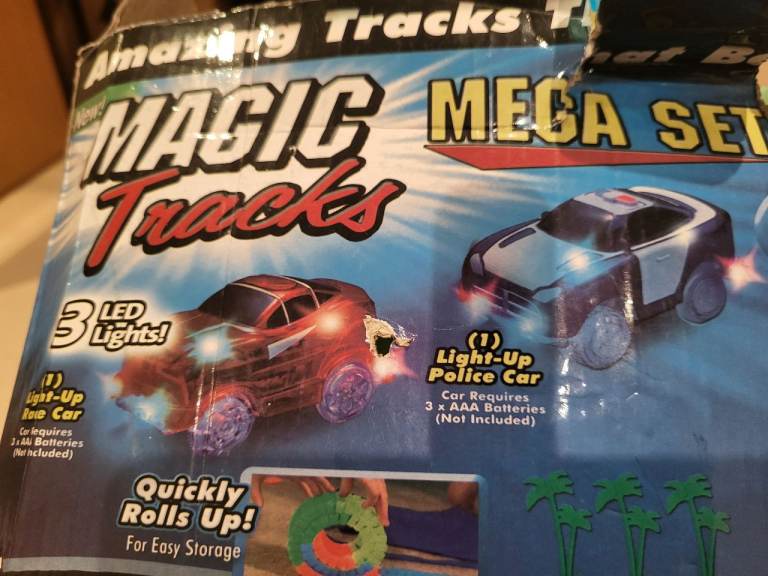 Amazing Tracks
New!
MAGIC
Tracks
MEGA SET
3 LED
Lights!
(1)
Light-Up
Race Car
Car Requires
3 x AAA Batteries
(Not Included)
(1)
Light-Up
Police Car
Car Requires
3 x AAA Batteries
(Not Included)
Quickly
Rolls Up!
For Easy Storage